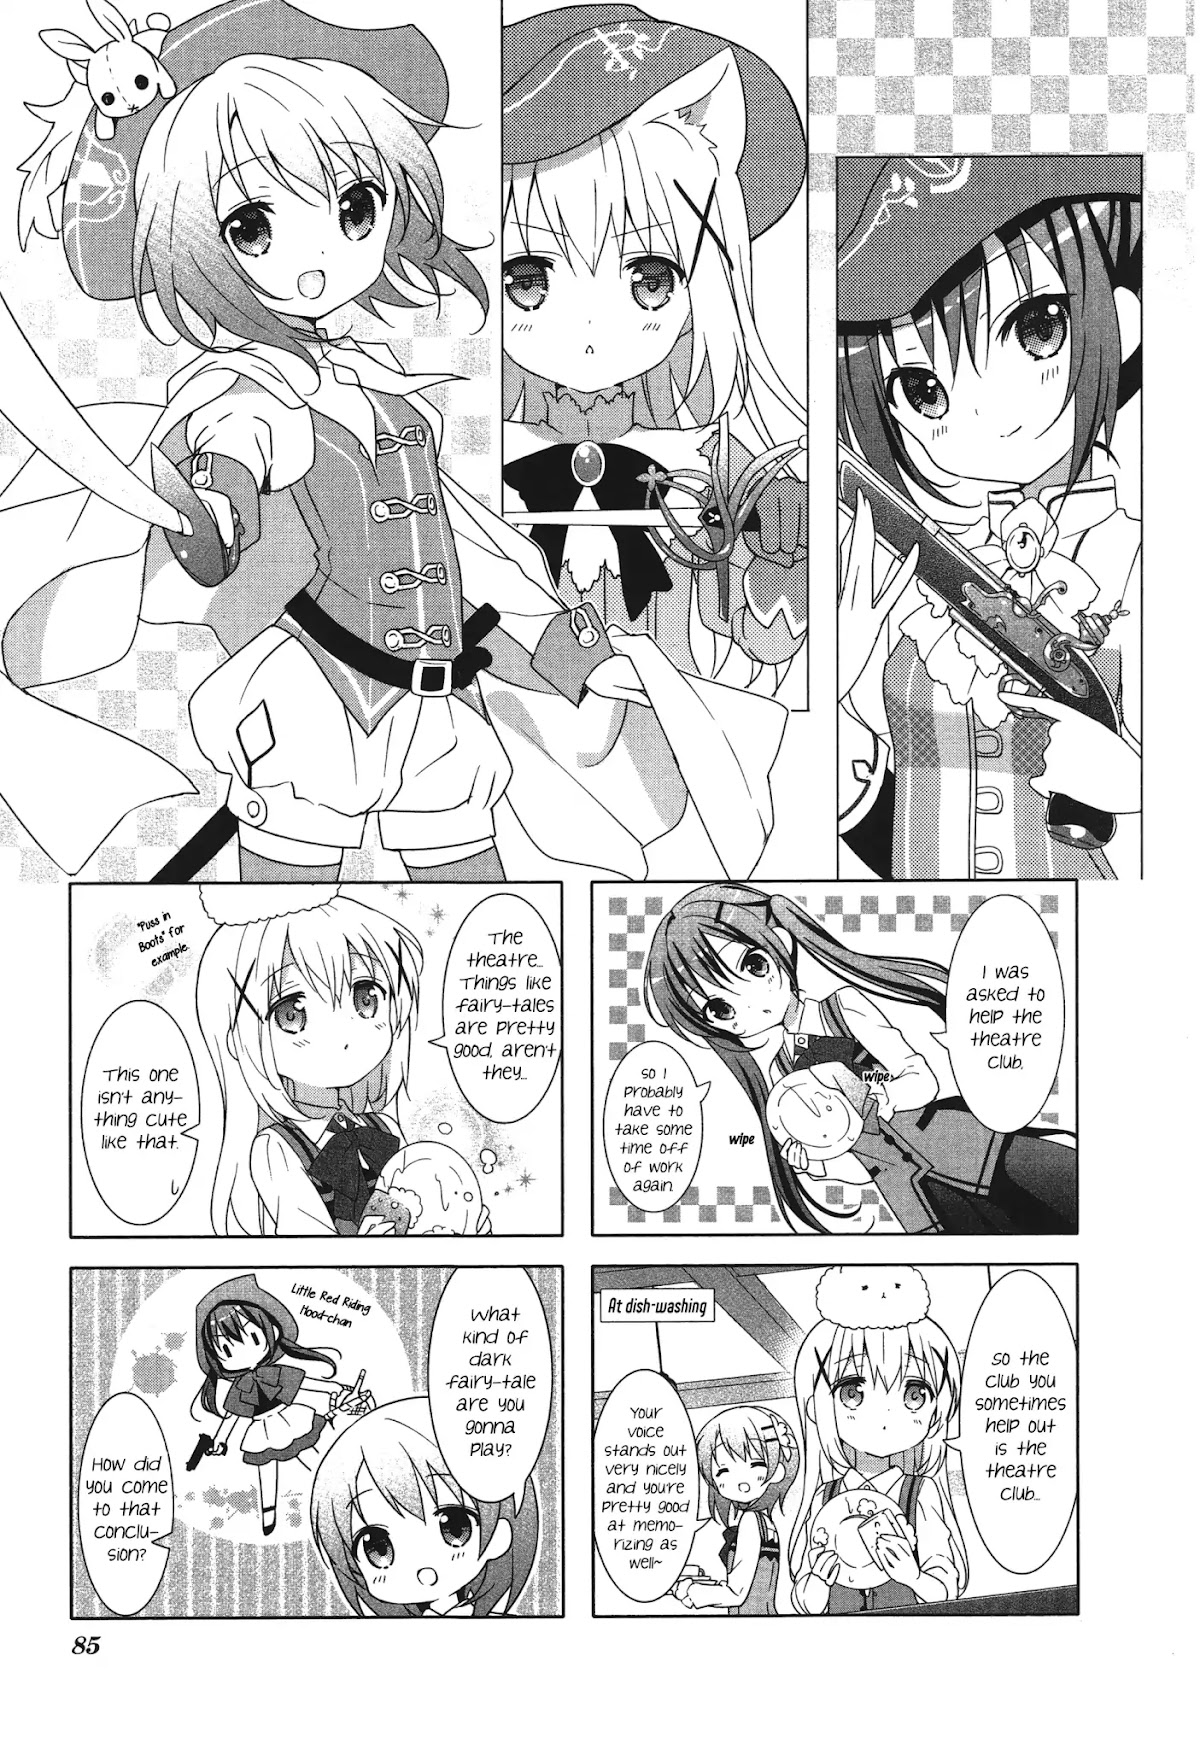 I was
asked to
help the
theatre
club.
wipe
wipe
so I
probably
have to
take some
time off
of work
again.
So the
club you
sometimes
help out
is the
theatre
club...
At dish-washing
Your
voice
stands out
very nicely
and you're
pretty good
at memo-
rizing as
well~
The
theatre...
Things like
fairy-tales
are pretty
good, aren't
they...
"Puss in
Boots" for
example.
This one
isn't any-
thing cute
like that.
What
kind of
dark
fairy-tale
are you
gonna
play?
Little Red Riding
Hood-chan
How did
you come
to that
conclu-
sion?
85